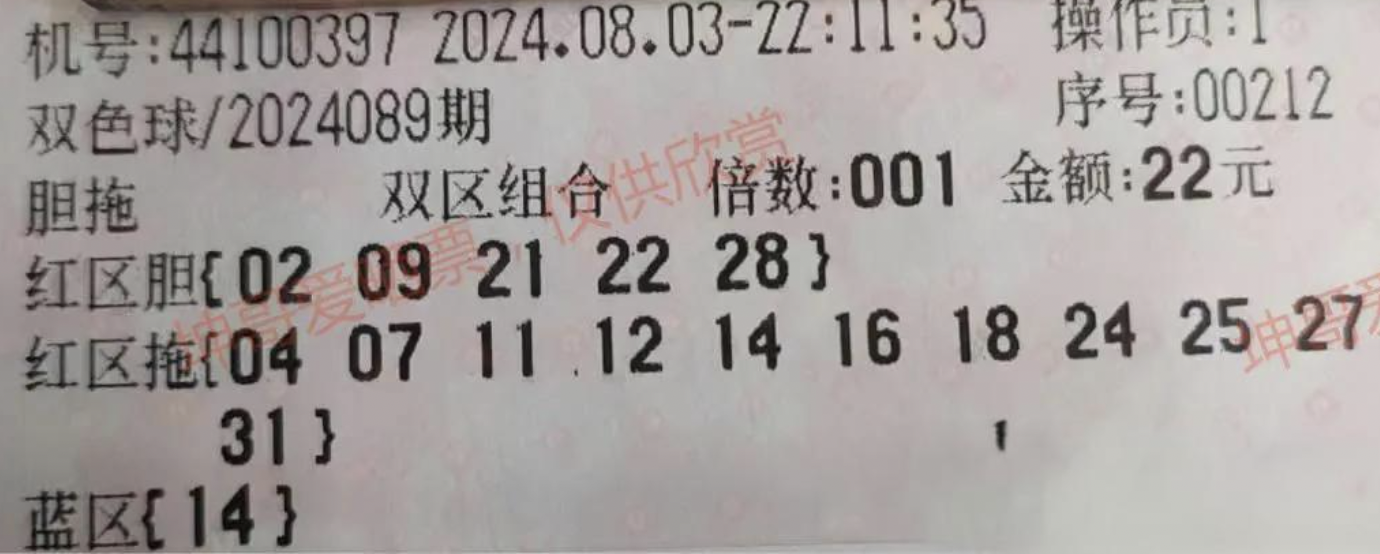 机号:44100397 2024.08.03-22:11:35 操作员:1
双色球/2024089期 序号:00212
胆拖 双区组合 倍数:001 金额:22元
红区胆{02 09 21 22 28}
红区拖{04 07 11 12 14 16 18 24 25 27
31}
蓝区{14}
坤哥爱彩票，仅供欣赏
坤哥爱